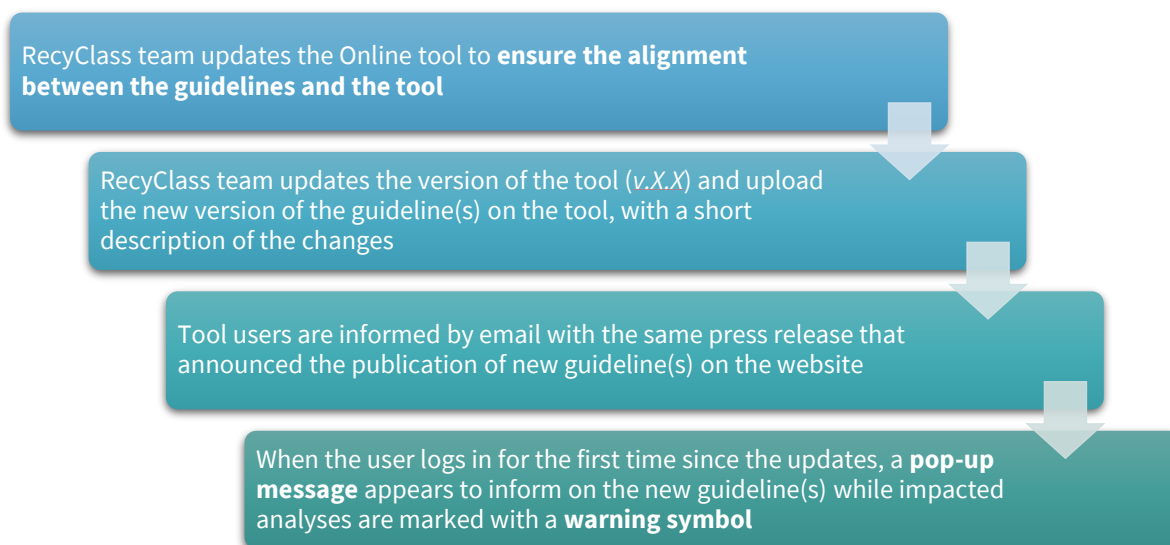 RecyClass team updates the Online tool to ensure the alignment
between the guidelines and the tool
RecyClass team updates the version of the tool (v.X.X) and upload
the new version of the guideline(s) on the tool, with a short
description of the changes
Tool users are informed by email with the same press release that
announced the publication of new guideline(s) on the website
When the user logs in for the first time since the updates, a pop-up
message appears to inform on the new guideline(s) while impacted
analyses are marked with a warning symbol